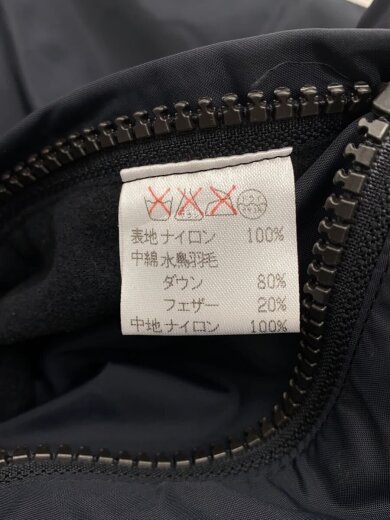 表地 ナイロン 100%
中綿 水鳥羽毛
ダウン 80%
フェザー 20%
中地 ナイロン 100%